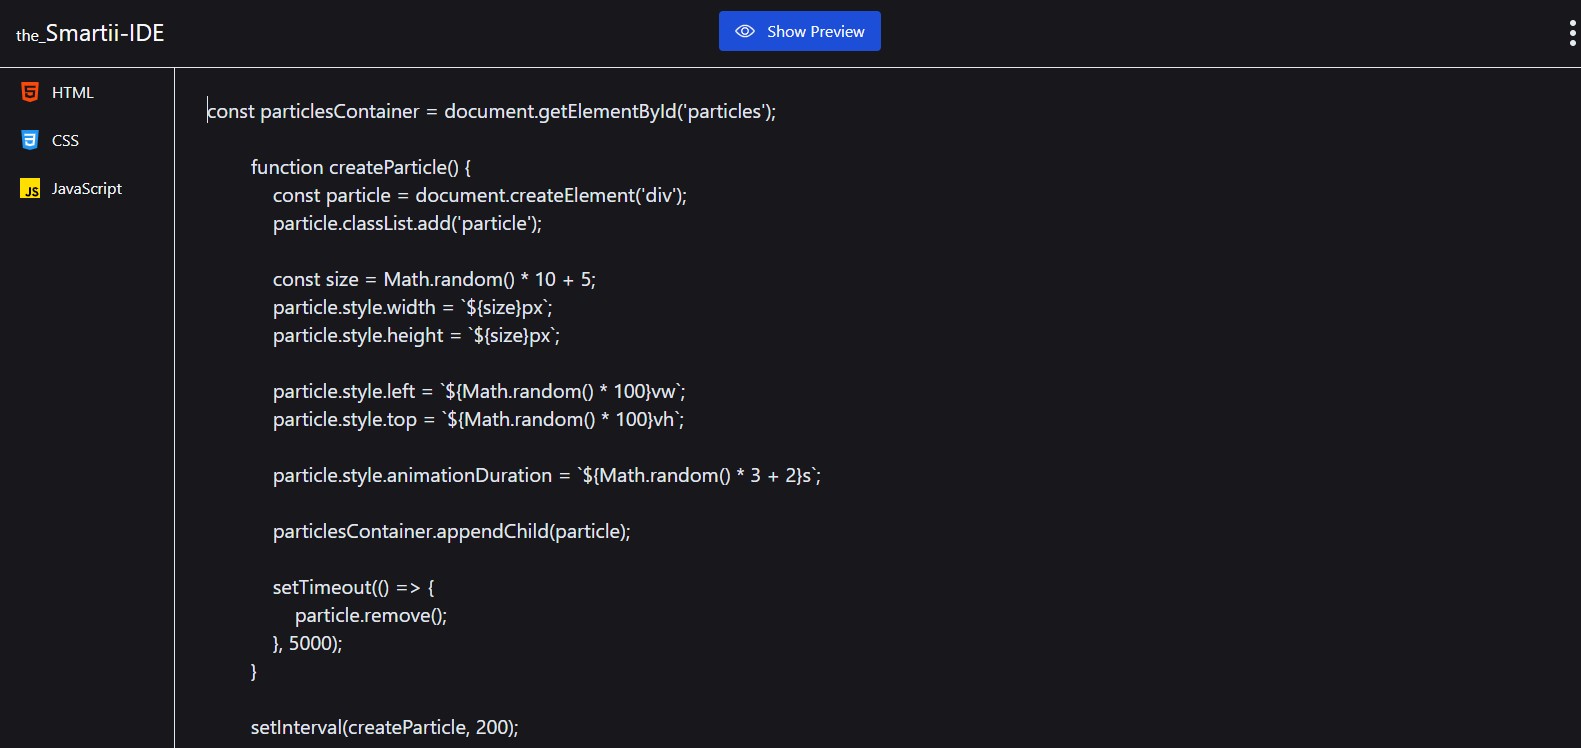 the_Smartii-IDE
Show Preview
HTML
CSS
JavaScript
const particlesContainer = document.getElementById('particles');
function createParticle() {
const particle = document.createElement('div');
particle.classList.add('particle');
const size = Math.random() * 10 + 5;
particle.style.width = `${size}px`;
particle.style.height = `${size}px`;
particle.style.left = `${Math.random() * 100}vw`;
particle.style.top = `${Math.random() * 100}vh`;
particle.style.animationDuration = `${Math.random() * 3 + 2}s`;
particlesContainer.appendChild(particle);
setTimeout(() => {
particle.remove();
}, 5000);
}
setInterval(createParticle, 200);